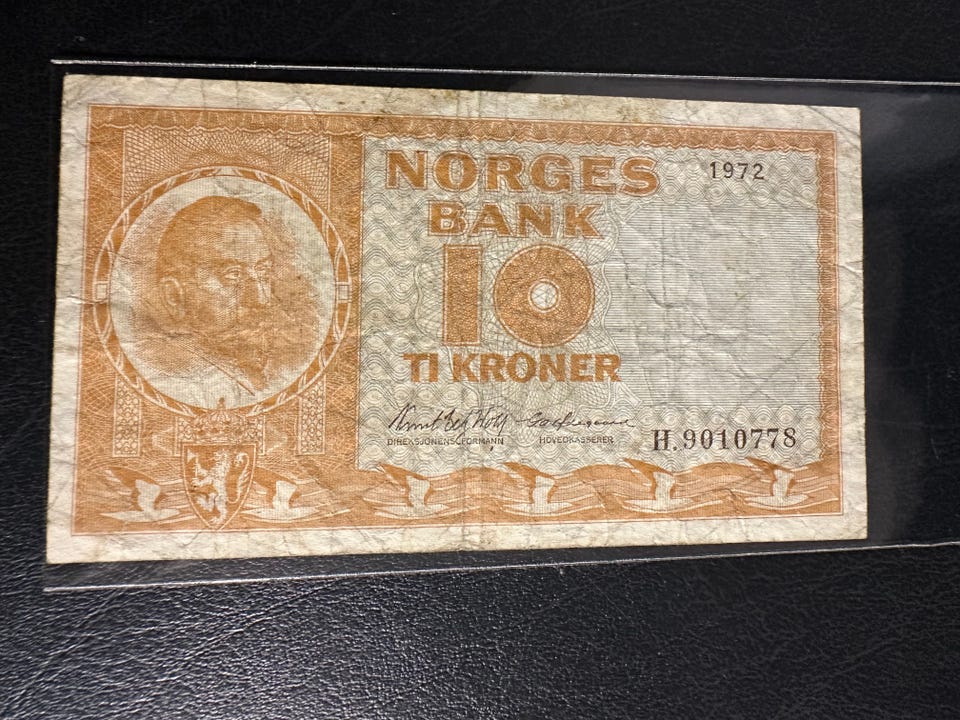 NORGES
1972
BANK
10
TI KRONER
DIREKSJONENS FORMANN
HOVEDKASSERER
H.9010778